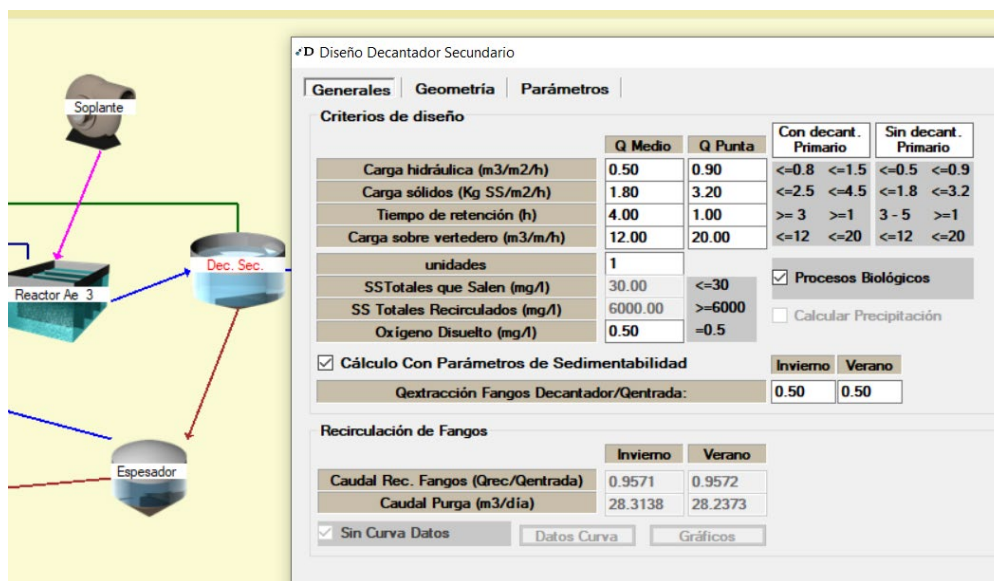 Soplante
Dec. Sec.
Reactor Ae 3
Espesador
D Diseño Decantador Secundario
Generales Geometría Parámetros
Criterios de diseño
Q Medio Q Punta Con decant. Primario Sin decant. Primario
Carga hidráulica (m3/m2/h) 0.50 0.90 <=0.8 <=1.5 <=0.5 <=0.9
Carga sólidos (Kg SS/m2/h) 1.80 3.20 <=2.5 <=4.5 <=1.8 <=3.2
Tiempo de retención (h) 4.00 1.00 >= 3 >=1 3 - 5 >=1
Carga sobre vertedero (m3/m/h) 12.00 20.00 <=12 <=20 <=12 <=20
unidades 1
SSTotales que Salen (mg/l) 30.00 <=30
SS Totales Recirculados (mg/l) 6000.00 >=6000
Oxígeno Disuelto (mg/l) 0.50 =0.5
Procesos Biológicos
Calcular Precipitación
Cálculo Con Parámetros de Sedimentabilidad Invierno Verano
Qextracción Fangos Decantador/Qentrada: 0.50 0.50
Recirculación de Fangos
Invierno Verano
Caudal Rec. Fangos (Qrec/Qentrada) 0.9571 0.9572
Caudal Purga (m3/día) 28.3138 28.2373
Sin Curva Datos Datos Curva Gráficos